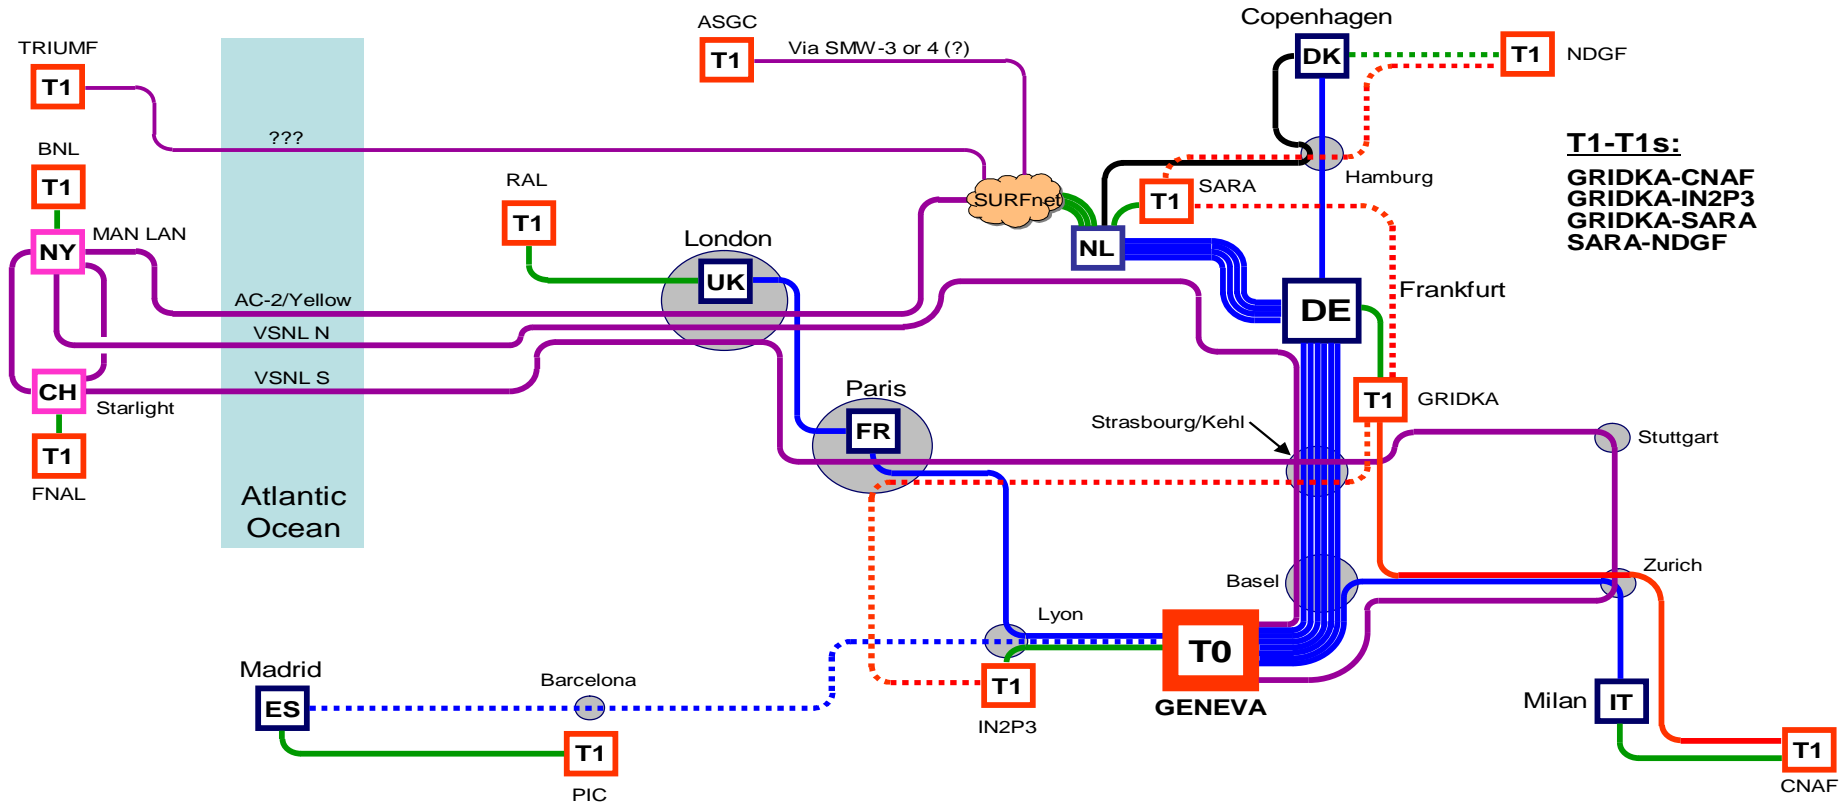 Copenhagen
ASGC
TRIUMF
T1
T1
Via SMW-3 or 4 (?)
DK
T1
NDGF
???
BNL
T1
T1-T1s:
GRIDKA-CNAF
GRIDKA-IN2P3
GRIDKA-SARA
SARA-NDGF
Hamburg
RAL
T1
SURFnet
SARA
T1
NY
MAN LAN
London
UK
NL
AC-2/Yellow
VSNL N
DE
Frankfurt
VSNL S
CH
Starlight
Paris
FR
T1
GRIDKA
Strasbourg/Kehl
Stuttgart
T1
FNAL
Atlantic
Ocean
Basel
Zurich
Lyon
T0
GENEVA
Madrid
ES
Barcelona
T1
IN2P3
Milan
IT
T1
PIC
T1
CNAF